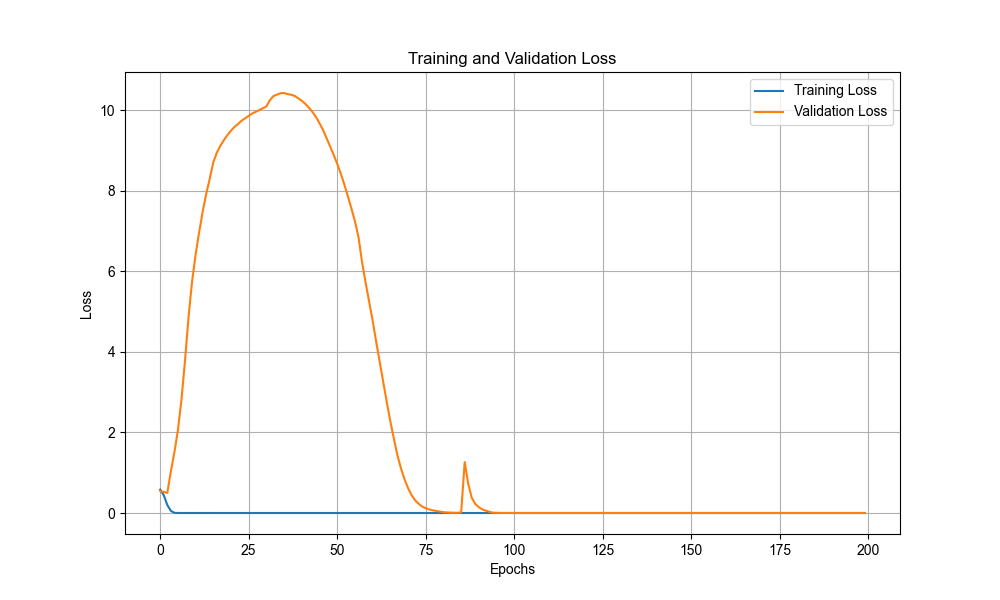 Training and Validation Loss
Training Loss
Validation Loss
10
8
6
4
2
0
Loss
0 25 50 75 100 125 150 175 200
Epochs